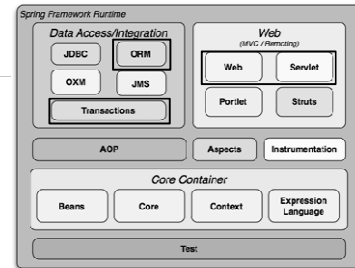 Spring Framework Runtime
Data Access/Integration
JDBC
ORM
OXM
JMS
Transactions
Web
(MVC / Remoting)
Web
Servlet
Portlet
Struts
AOP
Aspects
Instrumentation
Core Container
Beans
Core
Context
Expression
Language
Test